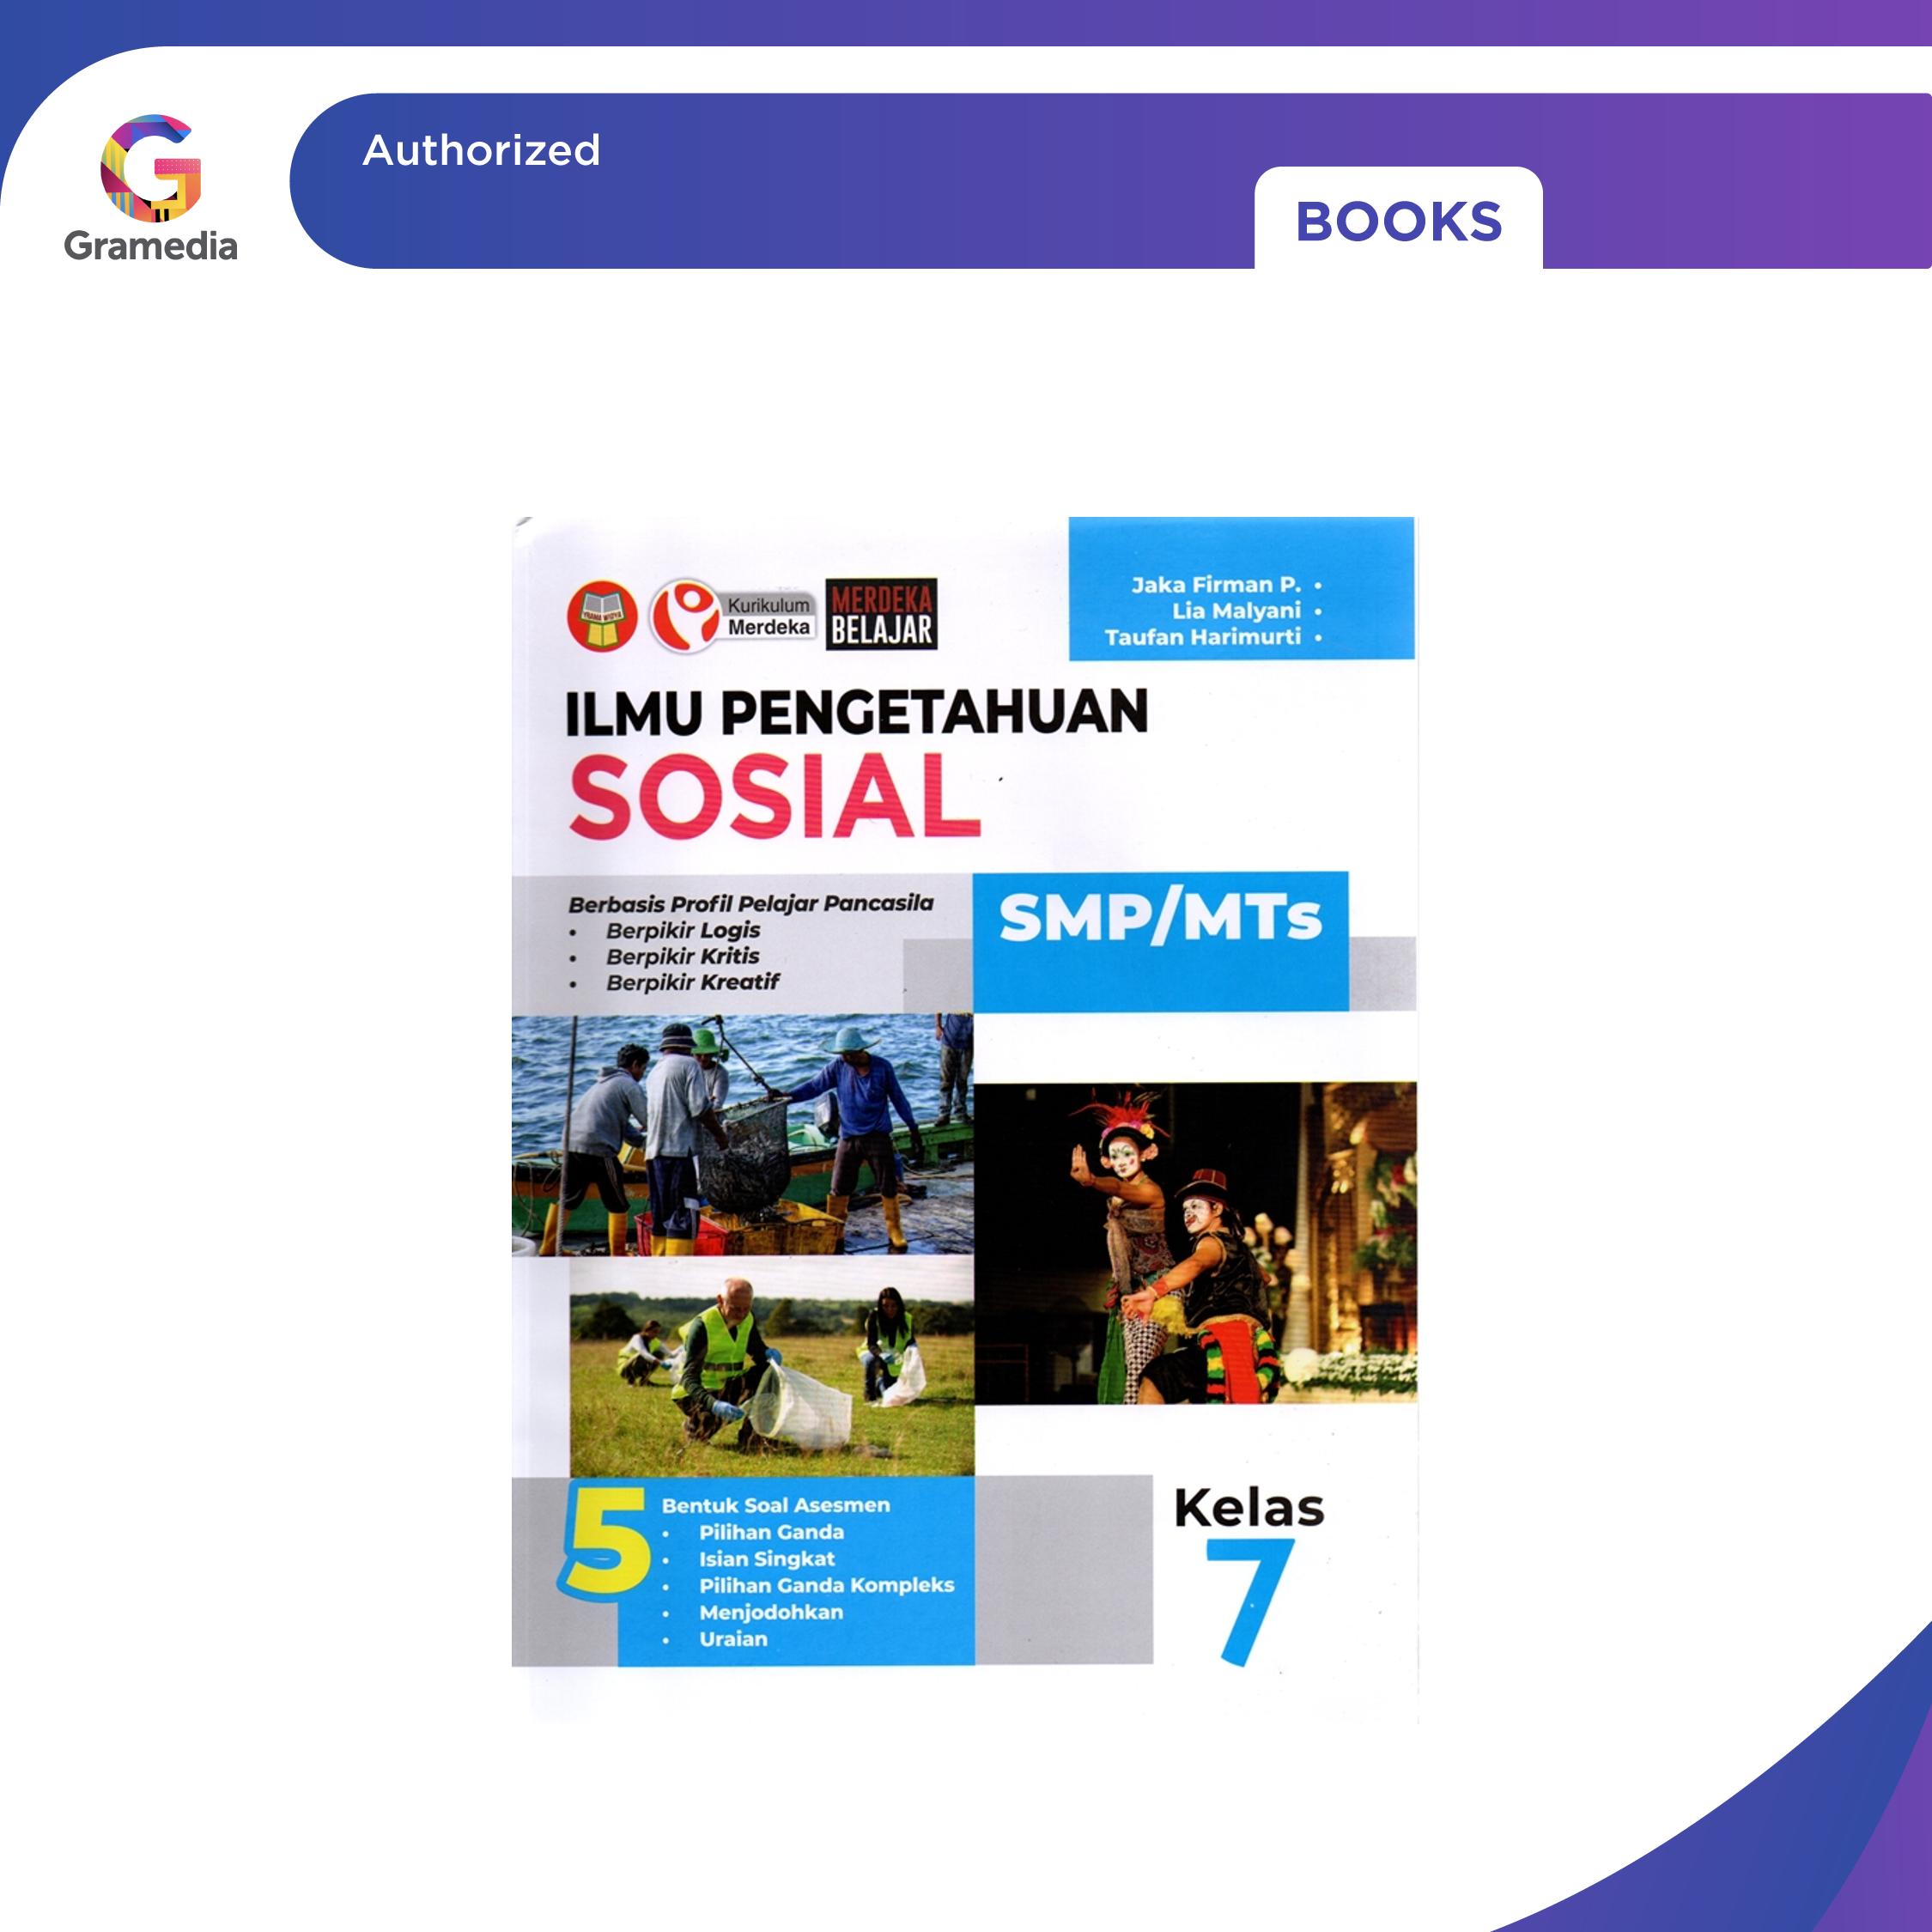 Authorized
Gramedia
BOOKS
Jaka Firman P. •
Lia Malyani •
Taufan Harimurti •
YRAMA WIDYA
Kurikulum
Merdeka
MERDEKA
BELAJAR
ILMU PENGETAHUAN
SOSIAL
Berbasis Profil Pelajar Pancasila
• Berpikir Logis
• Berpikir Kritis
• Berpikir Kreatif
SMP/MTs
5 Bentuk Soal Asesmen
• Pilihan Ganda
• Isian Singkat
• Pilihan Ganda Kompleks
• Menjodohkan
• Uraian
Kelas
7